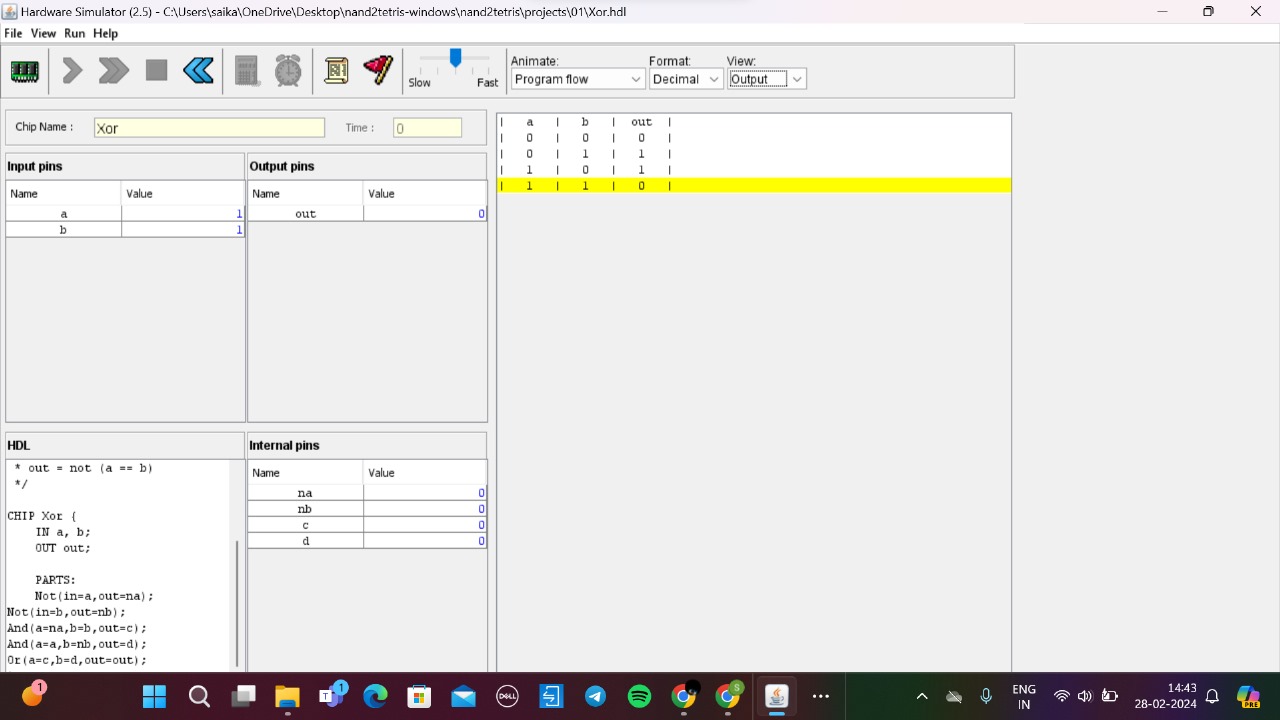 Hardware Simulator (2.5) - C:\Users\saika\OneDrive\Desktop\nand2tetris-windows\nand2tetris\projects\01\Xor.hdl
File View Run Help
Slow Fast
Animate: Format: View:
Program flow Decimal Output
Chip Name : Xor Time : 0
Input pins Output pins
Name Value Name Value
a 1 out 0
b 1
| a | b | out |
| 0 | 0 | 0 |
| 0 | 1 | 1 |
| 1 | 0 | 1 |
| 1 | 1 | 0 |
HDL
* out = not (a == b)
*/
CHIP Xor {
IN a, b;
OUT out;
PARTS:
Not(in=a,out=na);
Not(in=b,out=nb);
And(a=na,b=b,out=c);
And(a=a,b=nb,out=d);
Or(a=c,b=d,out=out);
Internal pins
Name Value
na 0
nb 0
c 0
d 0
1
T 1
DELL
S
ENG
IN
14:43
28-02-2024
PRE